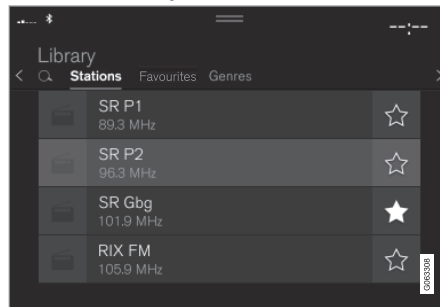 --:--
Library
Stations Favourites Genres
SR P1
89.3 MHz
SR P2
96.3 MHz
SR Gbg
101.9 MHz
RIX FM
105.9 MHz
G063308